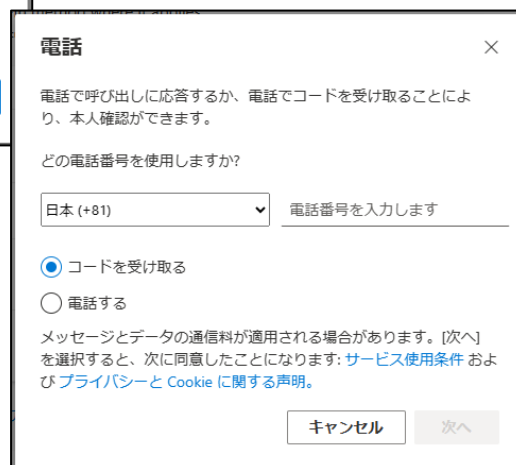 電話
電話で呼び出しに応答するか、電話でコードを受け取ることによ
り、本人確認ができます。
どの電話番号を使用しますか?
日本 (+81)
電話番号を入力します
コードを受け取る
電話する
メッセージとデータの通信料が適用される場合があります。[次へ]
を選択すると、次に同意したことになります: サービス使用条件 およ
び プライバシーと Cookie に関する声明。
キャンセル
次へ